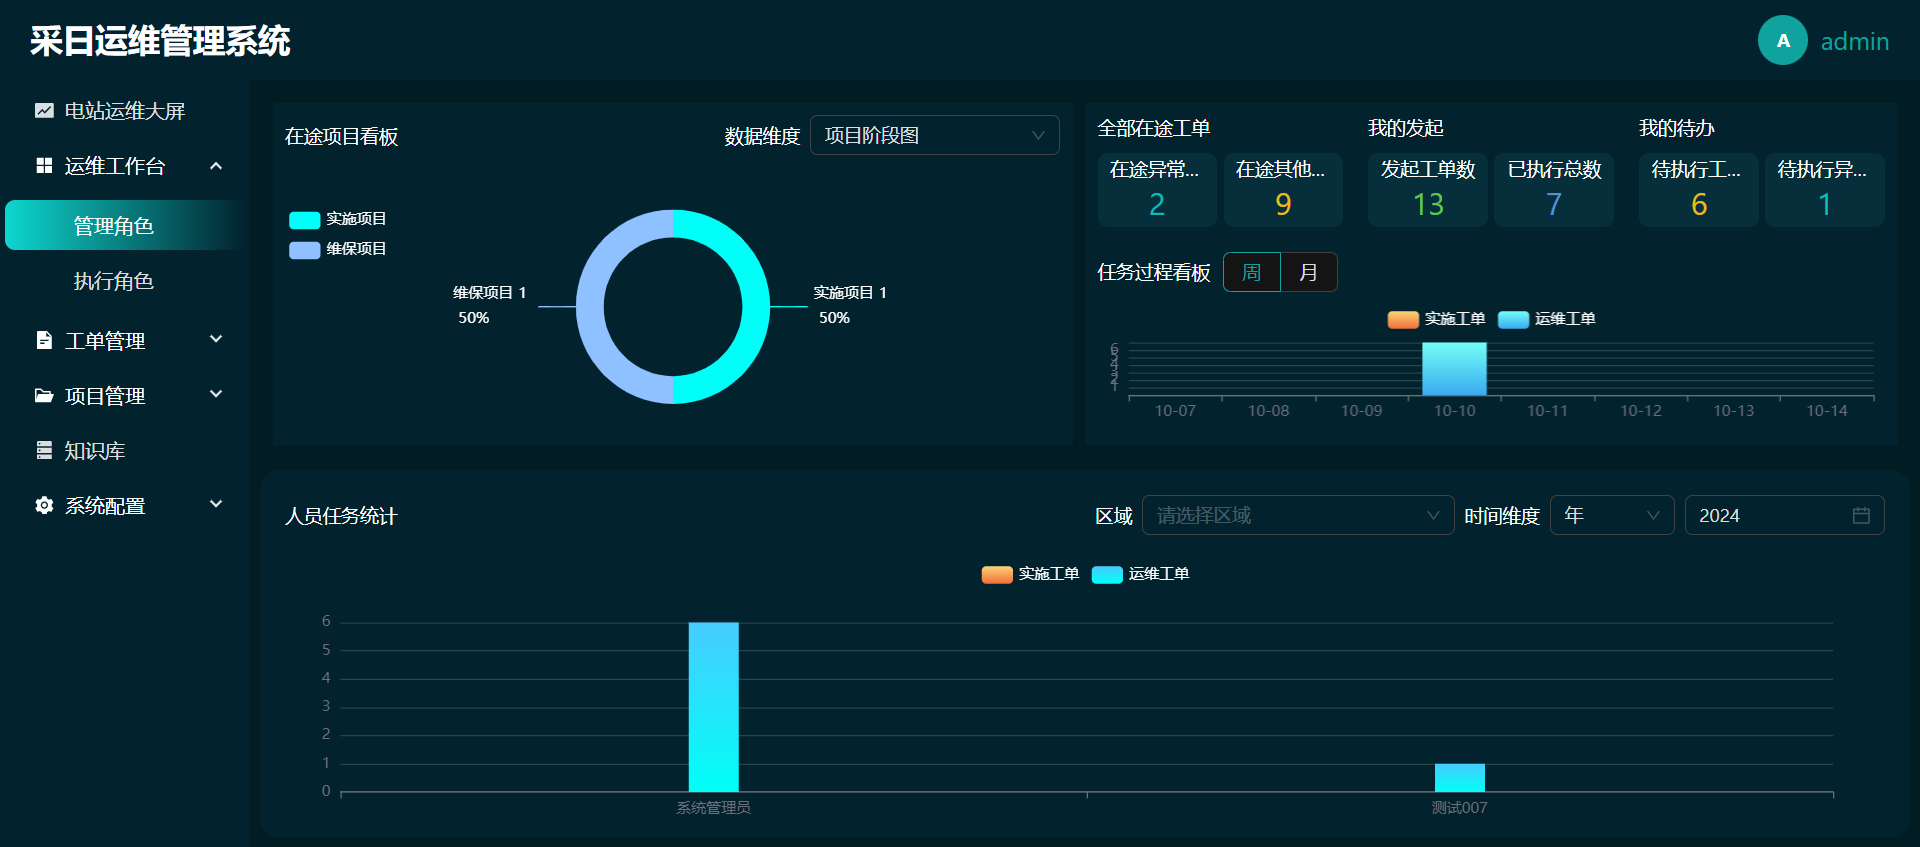 采日运维管理系统
A admin
电站运维大屏
运维工作台
管理角色
执行角色
工单管理
项目管理
知识库
系统配置
在途项目看板 数据维度 项目阶段图
实施项目
维保项目
维保项目 1
50%
实施项目 1
50%
全部在途工单 我的发起 我的待办
在途异常... 在途其他... 发起工单数 已执行总数 待执行工... 待执行异...
2 9 13 7 6 1
任务过程看板 周 月
实施工单 运维工单
6
5
4
3
2
1
10-07 10-08 10-09 10-10 10-11 10-12 10-13 10-14
人员任务统计 区域 请选择区域 时间维度 年 2024
实施工单 运维工单
6
5
4
3
2
1
0
系统管理员 测试007